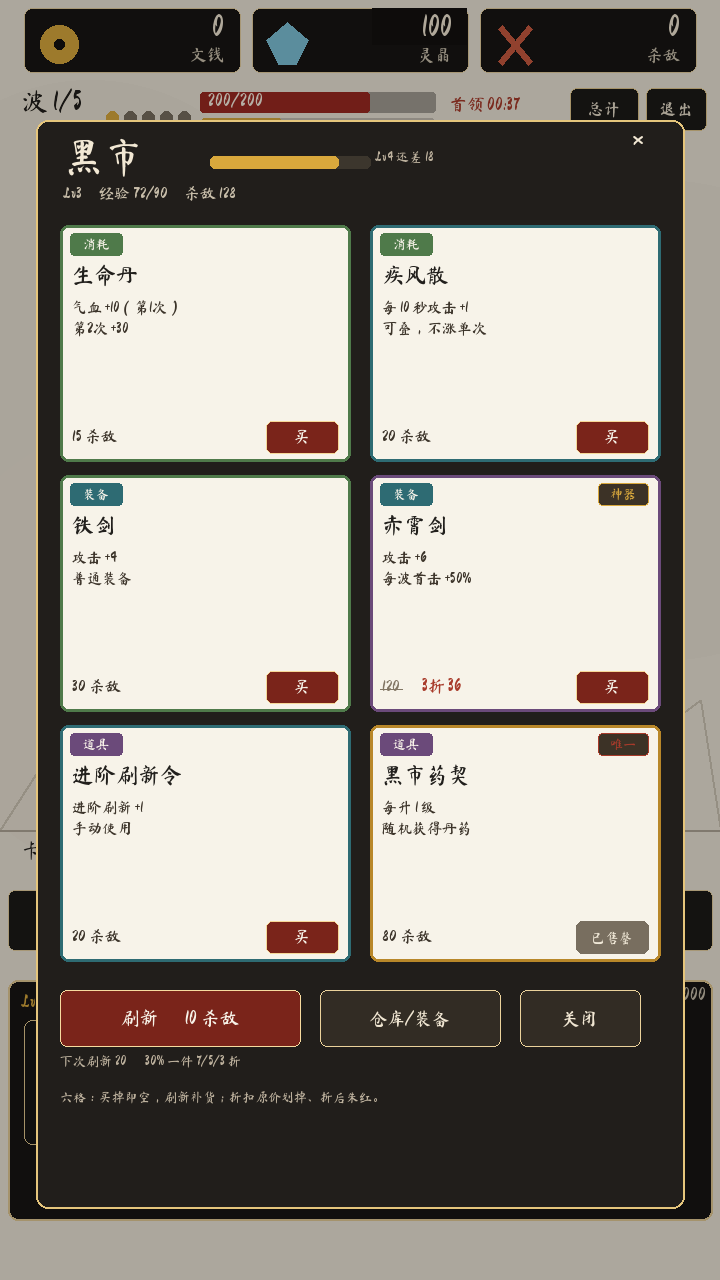 0
文钱
100
灵晶
0
杀敌
波 1/5
200/200
首领 00:37
总计
退出
黑市
Lv4 还差 18
×
Lv3 经验 72/90 杀敌 128
消耗
生命丹
气血 +10（第1次）
第2次 +30
15 杀敌
买
消耗
疾风散
每 10 秒攻击 +1
可叠，不涨单次
20 杀敌
买
装备
铁剑
攻击 +4
普通装备
30 杀敌
买
装备
神器
赤霄剑
攻击 +6
每波首击 +50%
120 3折 36
买
道具
进阶刷新令
进阶刷新 +1
手动使用
20 杀敌
买
道具
唯一
黑市药契
每升 1 级
随机获得丹药
80 杀敌
已售罄
刷新 10 杀敌
仓库/装备
关闭
下次刷新 20 30% 一件 7/5/3 折
六格：买掉即空，刷新补货；折扣原价划掉、折后朱红。
Lv